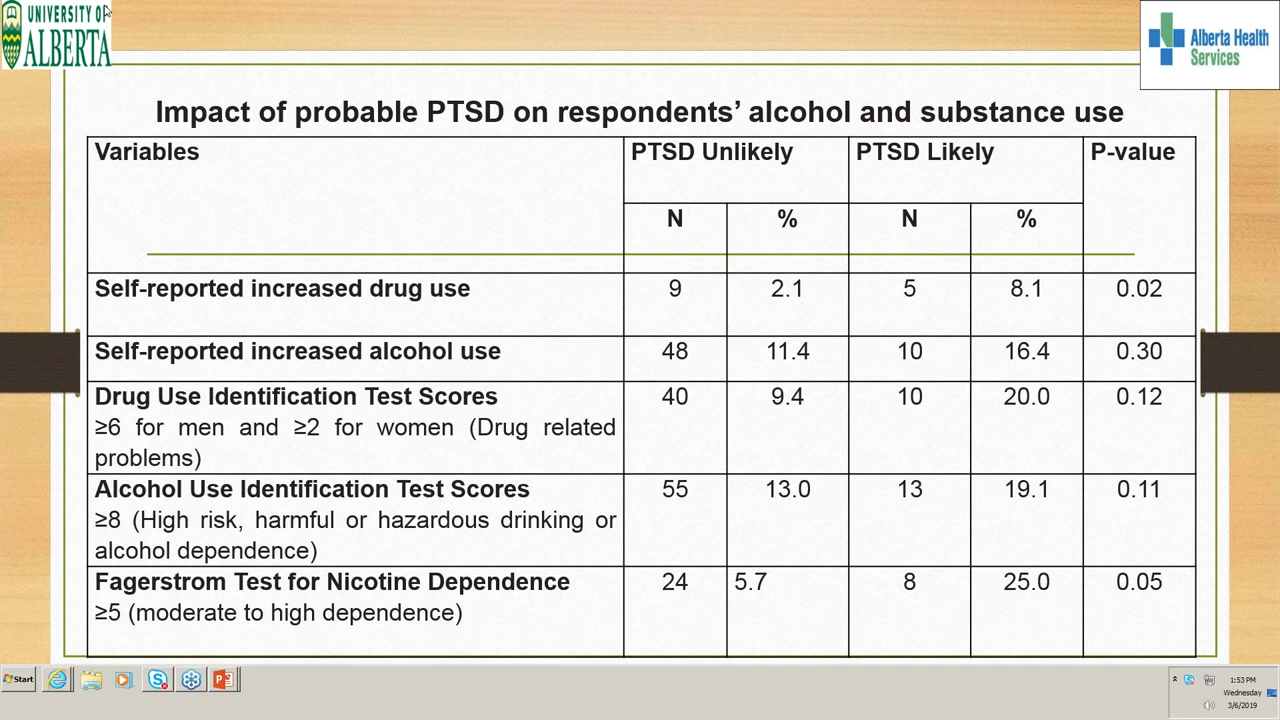 UNIVERSITY OF
ALBERTA
Alberta Health
Services
Impact of probable PTSD on respondents’ alcohol and substance use
Variables PTSD Unlikely PTSD Likely P-value
N % N %
Self-reported increased drug use 9 2.1 5 8.1 0.02
Self-reported increased alcohol use 48 11.4 10 16.4 0.30
Drug Use Identification Test Scores 40 9.4 10 20.0 0.12
≥6 for men and ≥2 for women (Drug related
problems)
Alcohol Use Identification Test Scores 55 13.0 13 19.1 0.11
≥8 (High risk, harmful or hazardous drinking or
alcohol dependence)
Fagerstrom Test for Nicotine Dependence 24 5.7 8 25.0 0.05
≥5 (moderate to high dependence)
Start
1:53 PM
Wednesday
3/6/2019